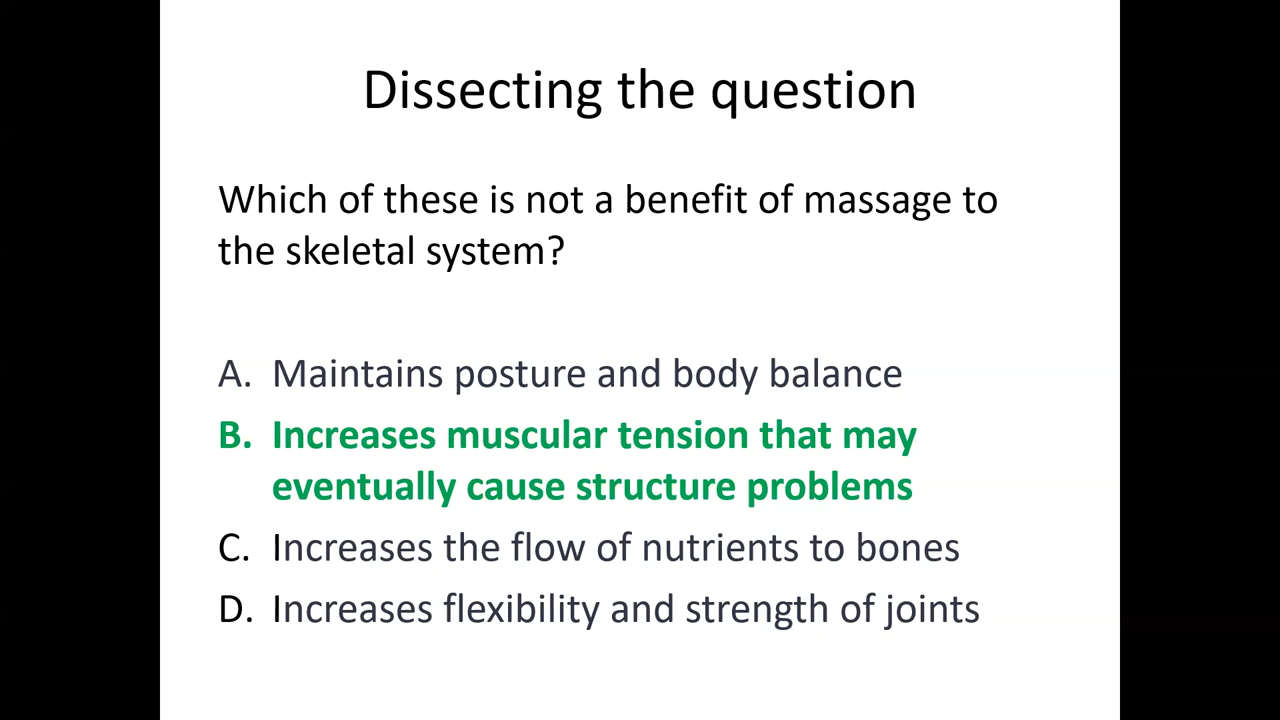 Dissecting the question
Which of these is not a benefit of massage to
the skeletal system?
A. Maintains posture and body balance
B. Increases muscular tension that may
eventually cause structure problems
C. Increases the flow of nutrients to bones
D. Increases flexibility and strength of joints